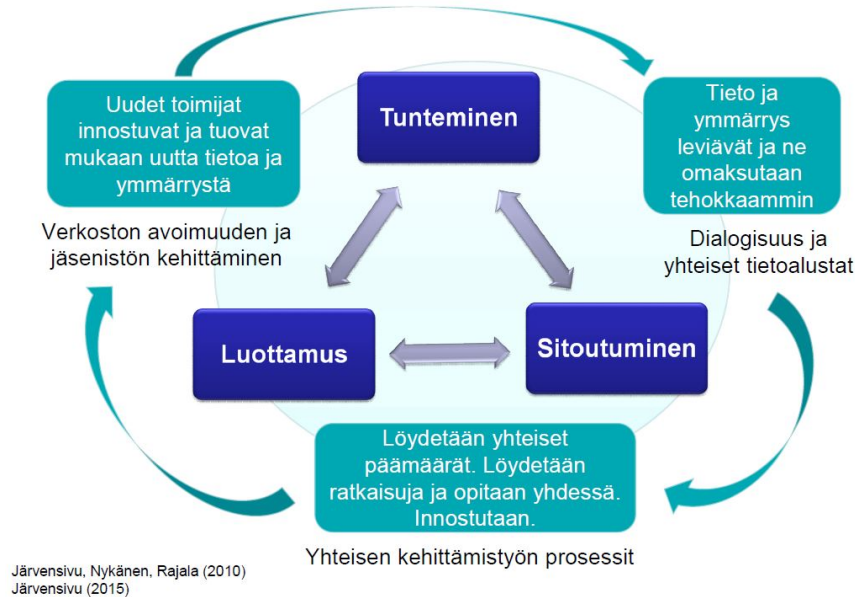 Uudet toimijat
innostuvat ja tuovat
mukaan uutta tietoa ja
ymmärrystä
Verkoston avoimuuden ja
jäsenistön kehittäminen
Tunteminen
Tieto ja
ymmärrys
leviävät ja ne
omaksutaan
tehokkaammin
Dialogisuus ja
yhteiset tietoalustat
Luottamus
Sitoutuminen
Löydetään yhteiset
päämäärät. Löydetään
ratkaisuja ja opitaan yhdessä.
Innostutaan.
Yhteisen kehittämistyön prosessit
Järvensivu, Nykänen, Rajala (2010)
Järvensivu (2015)